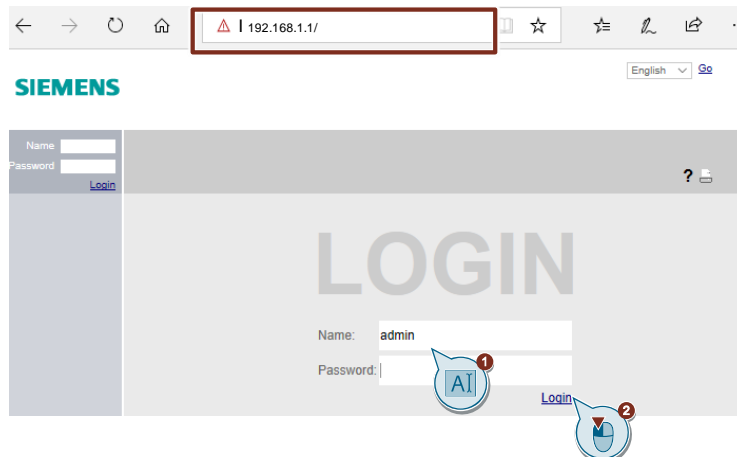 192.168.1.1/
English
Go
SIEMENS
Name
Password
Login
?
LOGIN
Name: admin
1
Password:
AI
Login
2